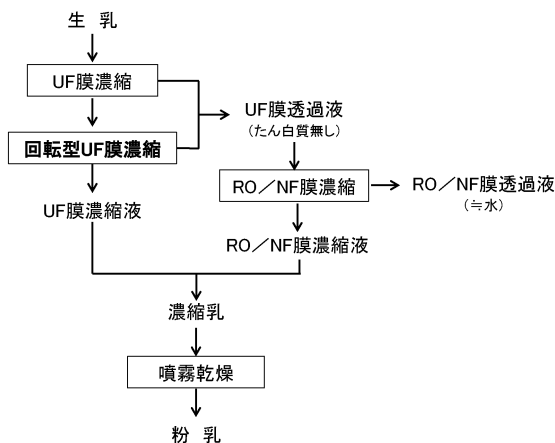 生 乳
UF膜濃縮
回転型UF膜濃縮
UF膜濃縮液
UF膜透過液
(たん白質無し)
RO/NF膜濃縮
RO/NF膜透過液
(≒水)
RO/NF膜濃縮液
濃縮乳
噴霧乾燥
粉 乳